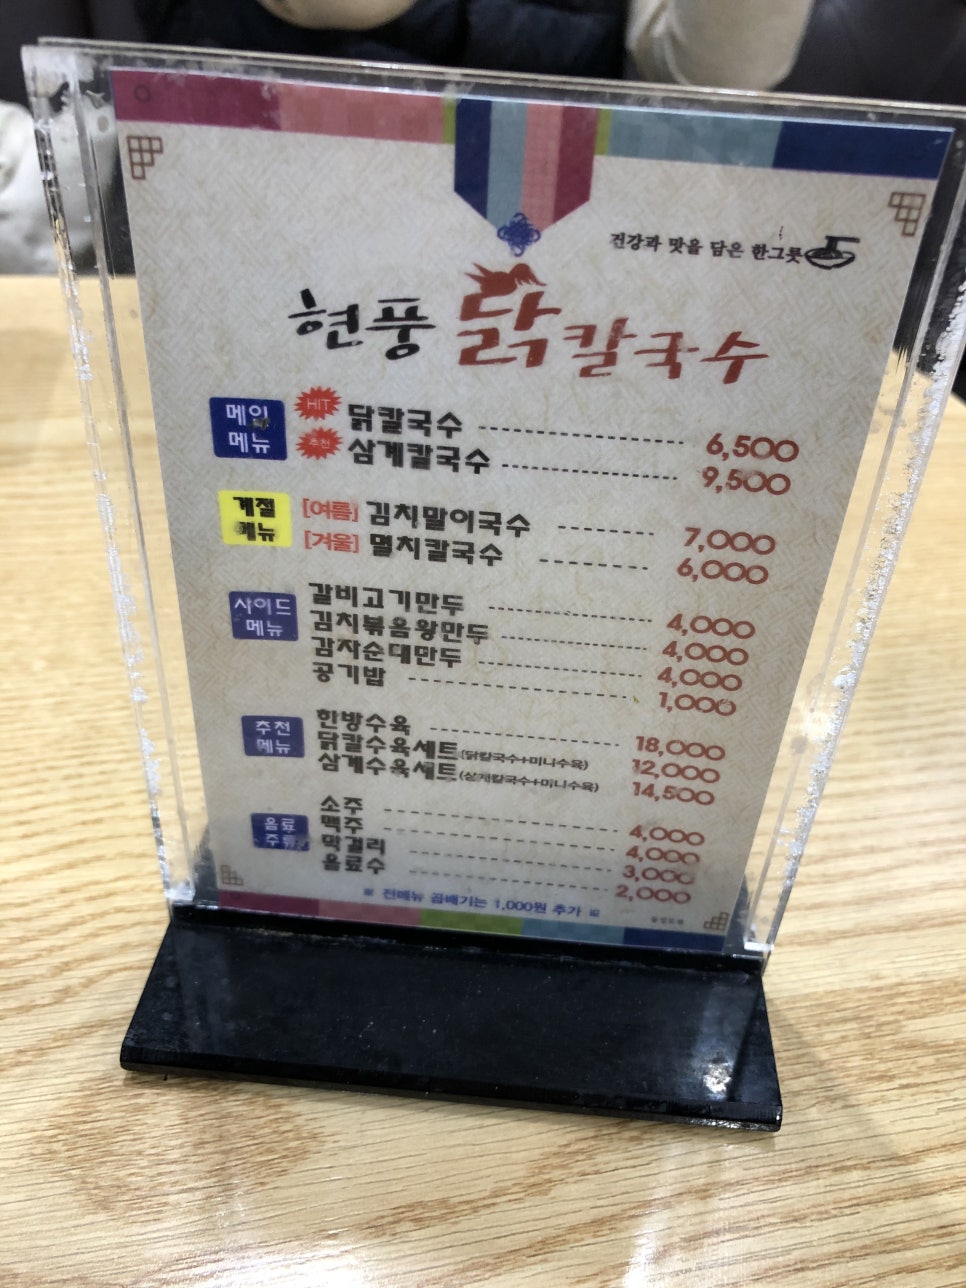 건강과 맛을 담은 한그릇
현풍 닭칼국수
메인 메뉴
HIT 닭칼국수 6,500
추천 삼계칼국수 9,500
계절 메뉴
[여름] 김치말이국수 7,000
[겨울] 멸치칼국수 6,000
사이드 메뉴
갈비고기만두 4,000
김치볶음왕만두 4,000
감자순대만두 4,000
공기밥 1,000
추천 메뉴
한방수육 18,000
닭칼수육세트(닭칼국수+미니수육) 12,000
삼계수육세트(삼계칼국수+미니수육) 14,500
음료 주류
소주 4,000
맥주 4,000
막걸리 3,000
음료수 2,000
※ 전메뉴 곱배기는 1,000원 추가 ※